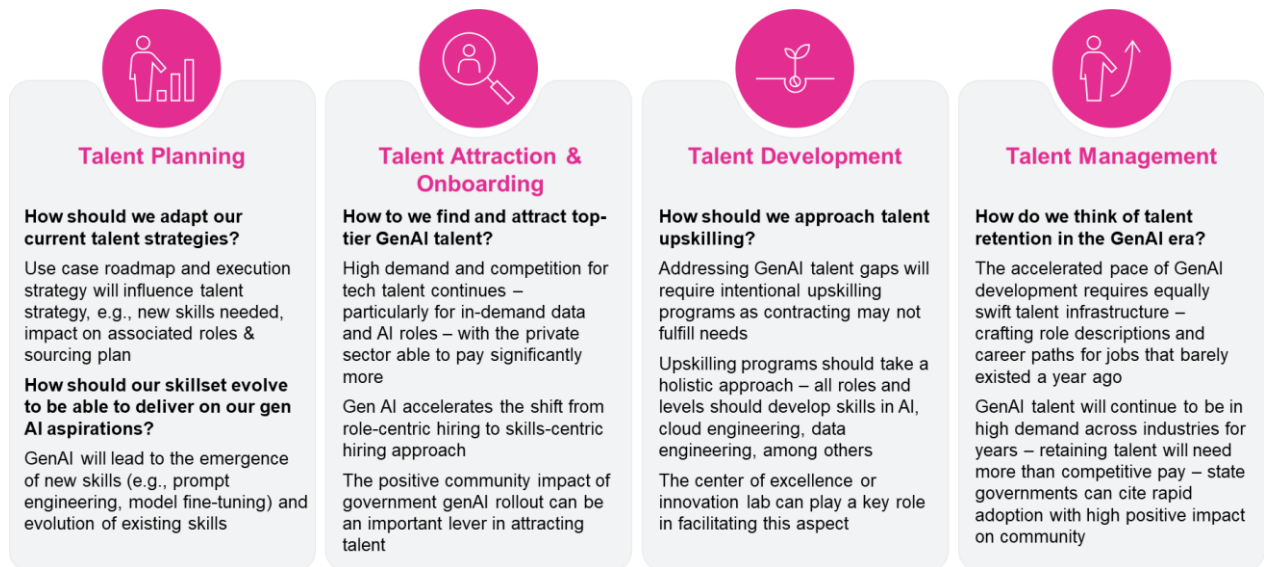 Talent Planning
How should we adapt our
current talent strategies?
Use case roadmap and execution
strategy will influence talent
strategy, e.g., new skills needed,
impact on associated roles &
sourcing plan
How should our skillset evolve
to be able to deliver on our gen
AI aspirations?
GenAI will lead to the emergence
of new skills (e.g., prompt
engineering, model fine-tuning) and
evolution of existing skills
Talent Attraction &
Onboarding
How to we find and attract top-
tier GenAI talent?
High demand and competition for
tech talent continues –
particularly for in-demand data
and AI roles – with the private
sector able to pay significantly
more
Gen AI accelerates the shift from
role-centric hiring to skills-centric
hiring approach
The positive community impact of
government genAI rollout can be
an important lever in attracting
talent
Talent Development
How should we approach talent
upskilling?
Addressing GenAI talent gaps will
require intentional upskilling
programs as contracting may not
fulfill needs
Upskilling programs should take a
holistic approach – all roles and
levels should develop skills in AI,
cloud engineering, data
engineering, among others
The center of excellence or
innovation lab can play a key role
in facilitating this aspect
Talent Management
How do we think of talent
retention in the GenAI era?
The accelerated pace of GenAI
development requires equally
swift talent infrastructure –
crafting role descriptions and
career paths for jobs that barely
existed a year ago
GenAI talent will continue to be in
high demand across industries for
years – retaining talent will need
more than competitive pay – state
governments can cite rapid
adoption with high positive impact
on community